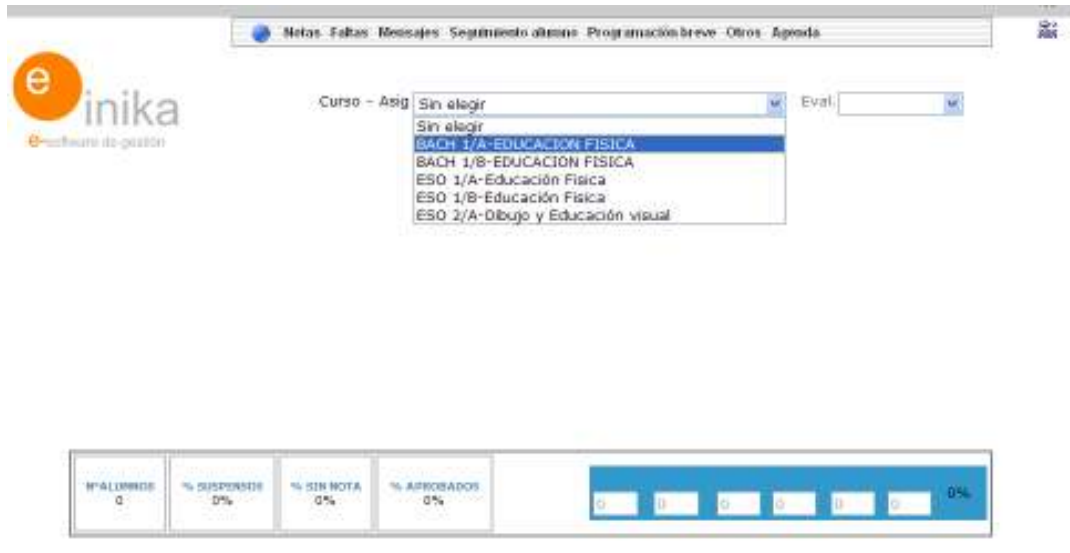 Notas Faltas Mensajes Seguimiento alumno Programación breve Otros Agenda
e
inika
e-software de gestión
Curso - Asig Sin elegir Eval.
Sin elegir
BACH 1/A-EDUCACION FISICA
BACH 1/B-EDUCACION FISICA
ESO 1/A-Educación Fisica
ESO 1/B-Educación Fisica
ESO 2/A-Dibujo y Educación visual
NºALUMNOS % SUSPENSOS % SIN NOTA % APROBADOS
0 0% 0% 0%
0 0 0 0 0 0 0%